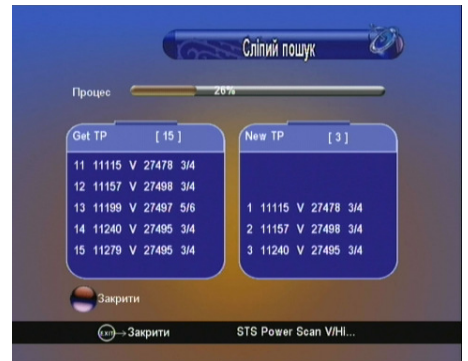 Сліпий пошук
Процес 26%
Get TP [ 15 ]
11 11115 V 27478 3/4
12 11157 V 27498 3/4
13 11199 V 27497 5/6
14 11240 V 27495 3/4
15 11279 V 27495 3/4
New TP [ 3 ]
1 11115 V 27478 3/4
2 11157 V 27498 3/4
3 11240 V 27495 3/4
Закрити
EXIT Закрити STS Power Scan V/HI...